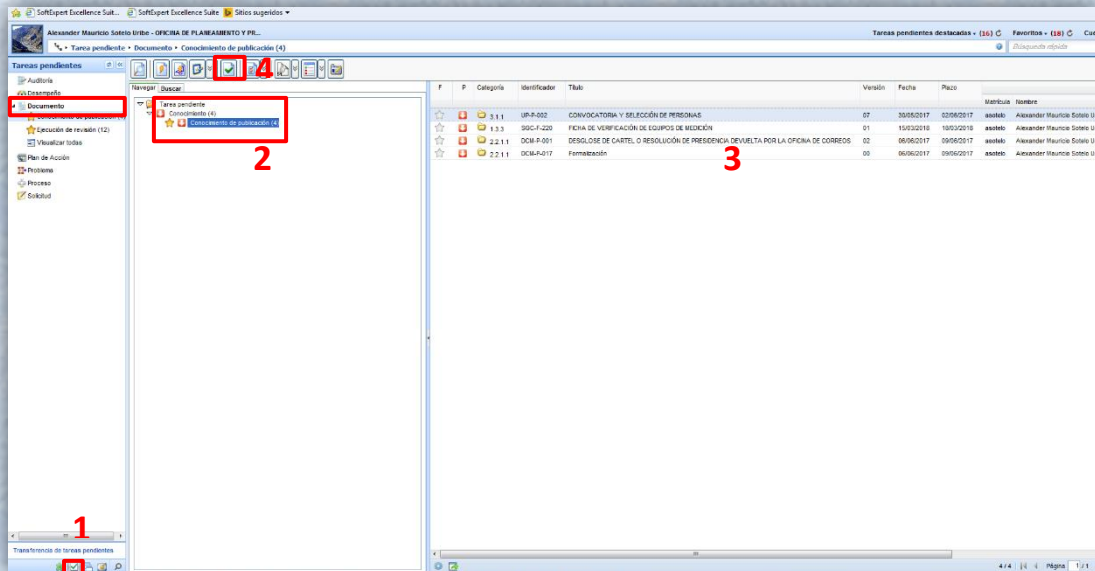 SoftExpert Excellence Suit... SoftExpert Excellence Suite Sitios sugeridos
Alexander Mauricio Sotelo Uribe - OFICINA DE PLANEAMIENTO Y PR...
Tareas pendientes destacadas - (16) Favoritos - (18)
Tarea pendiente Documento Conocimiento de publicación (4)
Búsqueda rápida
Tareas pendientes
4
Auditoría
Desempeño
Documento
Conocimiento de publicación
Ejecución de revisión (12)
Visualizar todas
Plan de Acción
Problema
Proceso
Solicitud
Navegar Buscar
Tarea pendiente
Conocimiento (4)
Conocimiento de publicación (4)
2
F P Categoría Identificador Título Versión Fecha Plazo
Matrícula Nombre
3.1.1 UP-P-002 CONVOCATORIA Y SELECCIÓN DE PERSONAS 07 30/05/2017 02/06/2017 asotelo Alexander Mauricio Sotelo
1.3.3 SGC-F-220 FICHA DE VERIFICACIÓN DE EQUIPOS DE MEDICIÓN 01 15/03/2018 18/03/2018 asotelo Alexander Mauricio Sotelo
2.2.1.1 DCM-P-001 DESGLOSE DE CARTEL O RESOLUCIÓN DE PRESIDENCIA DEVUELTA POR LA OFICINA DE CORREOS 02 06/06/2017 09/06/2017 asotelo Alexander Mauricio Sotelo
2.2.1.1 DCM-P-017 Formalización 00 06/06/2017 09/06/2017 asotelo Alexander Mauricio Sotelo
3
1
Transferencia de tareas pendientes
4 / 4 Página 1 / 1